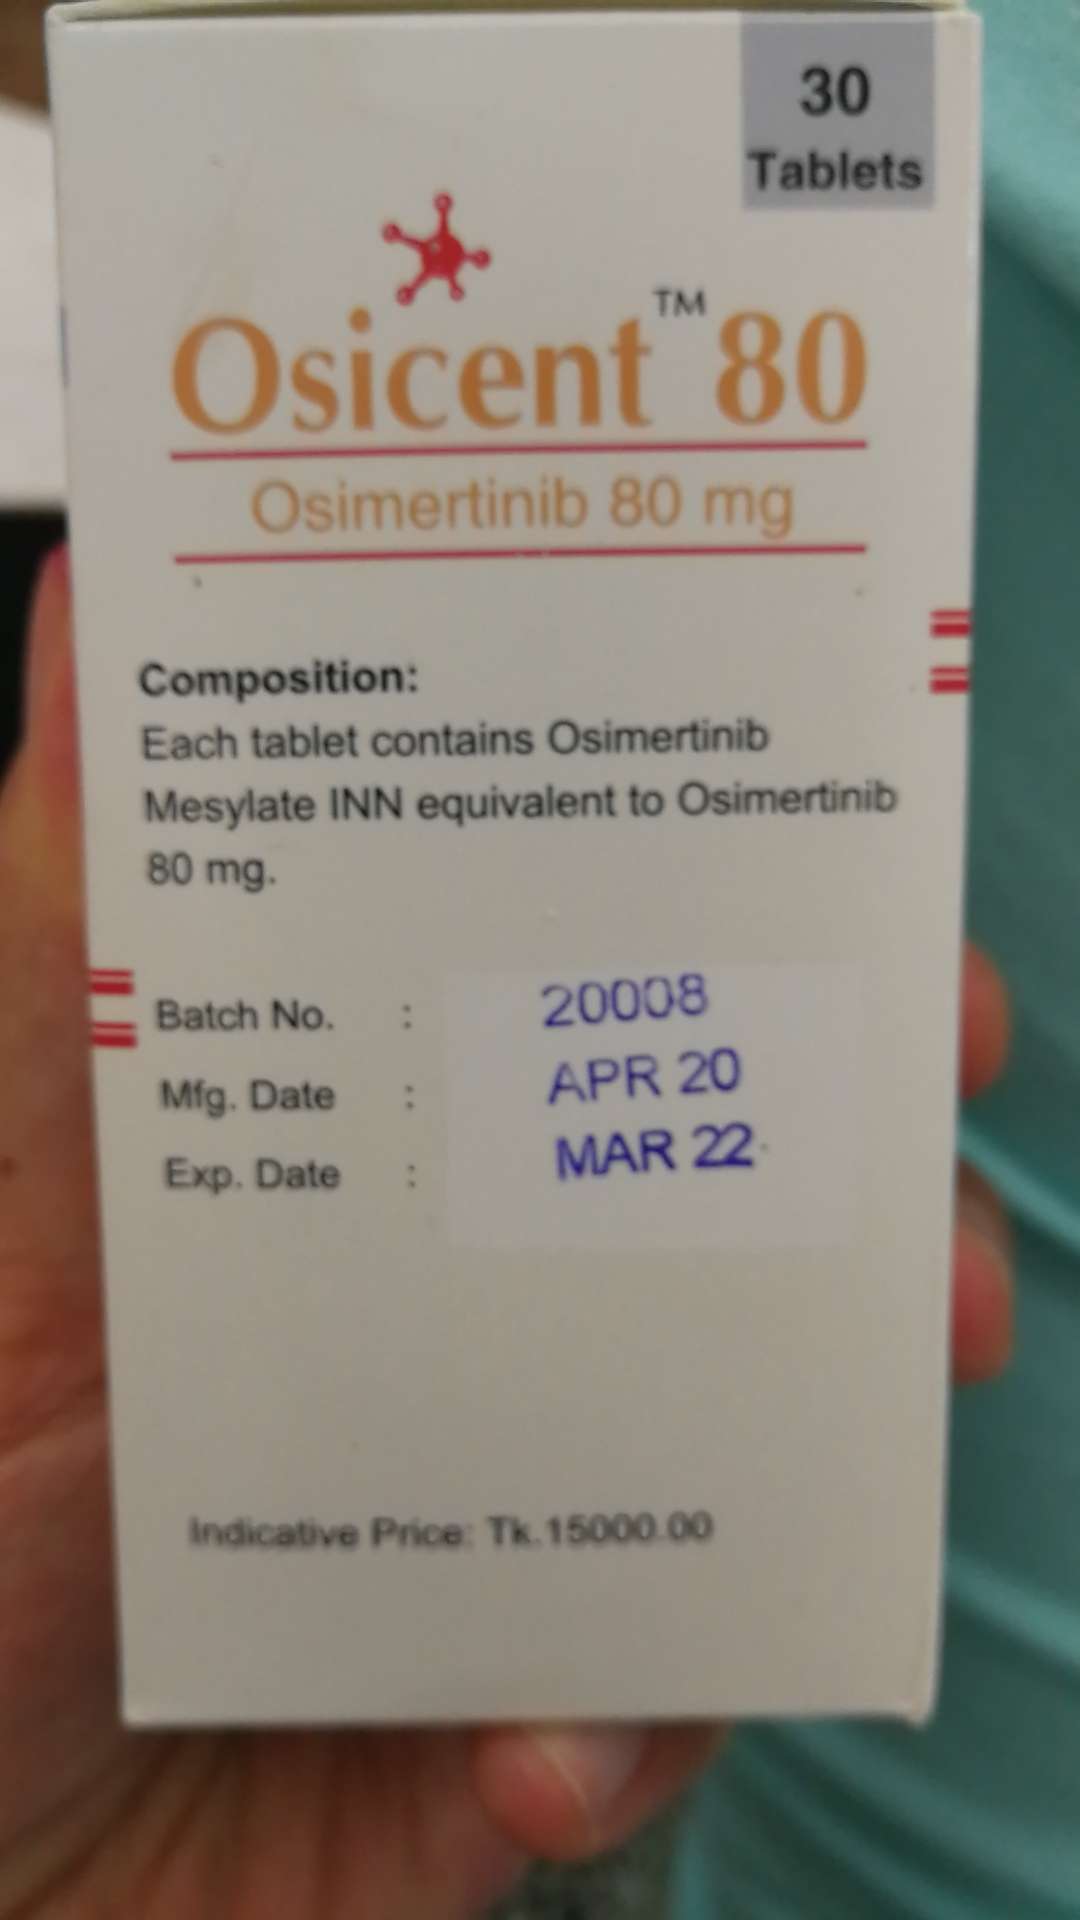 30
Tablets
Osicent™ 80
Osimertinib 80 mg
Composition:
Each tablet contains Osimertinib
Mesylate INN equivalent to Osimertinib
80 mg.
Batch No. : 20008
Mfg. Date : APR 20
Exp. Date : MAR 22
Indicative Price: Tk.15000.00